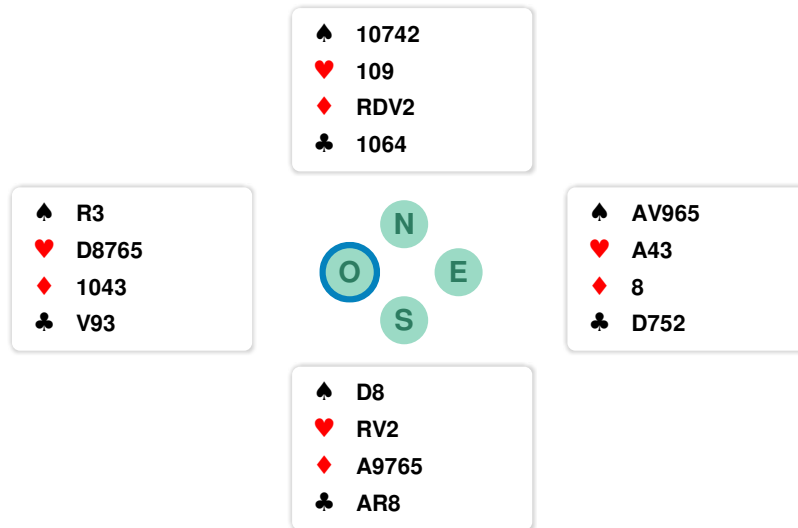 ♠ 10742
♥ 109
♦ RDV2
♣ 1064
♠ R3
♥ D8765
♦ 1043
♣ V93
N
O
E
S
♠ AV965
♥ A43
♦ 8
♣ D752
♠ D8
♥ RV2
♦ A9765
♣ AR8